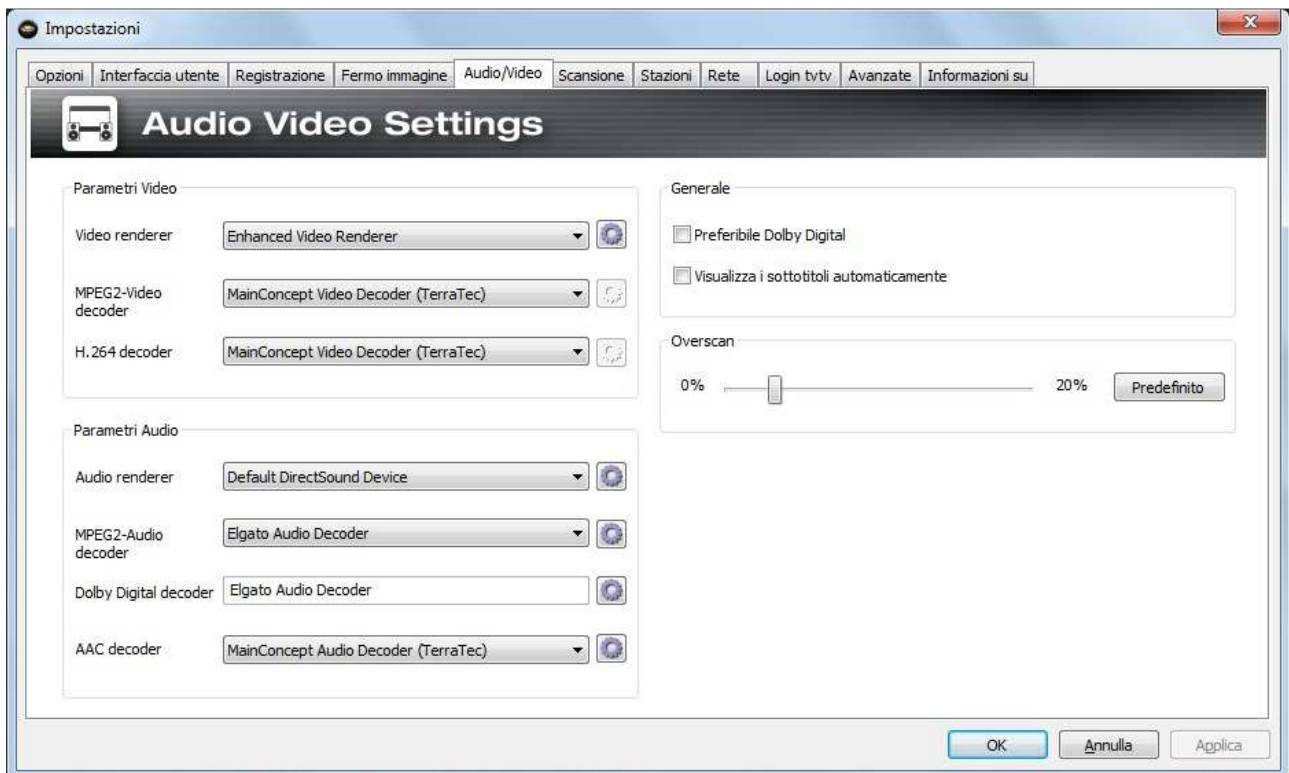 Impostazioni
Opzioni
Interfaccia utente
Registrazione
Fermo immagine
Audio/Video
Scansione
Stazioni
Rete
Login tvtv
Avanzate
Informazioni su
Audio Video Settings
Parametri Video
Video renderer
Enhanced Video Renderer
MPEG2-Video
decoder
MainConcept Video Decoder (TerraTec)
H.264 decoder
MainConcept Video Decoder (TerraTec)
Parametri Audio
Audio renderer
Default DirectSound Device
MPEG2-Audio
decoder
Elgato Audio Decoder
Dolby Digital decoder
Elgato Audio Decoder
AAC decoder
MainConcept Audio Decoder (TerraTec)
Generale
Preferibile Dolby Digital
Visualizza i sottotitoli automaticamente
Overscan
0%
20%
Predefinito
OK
Annulla
Applica